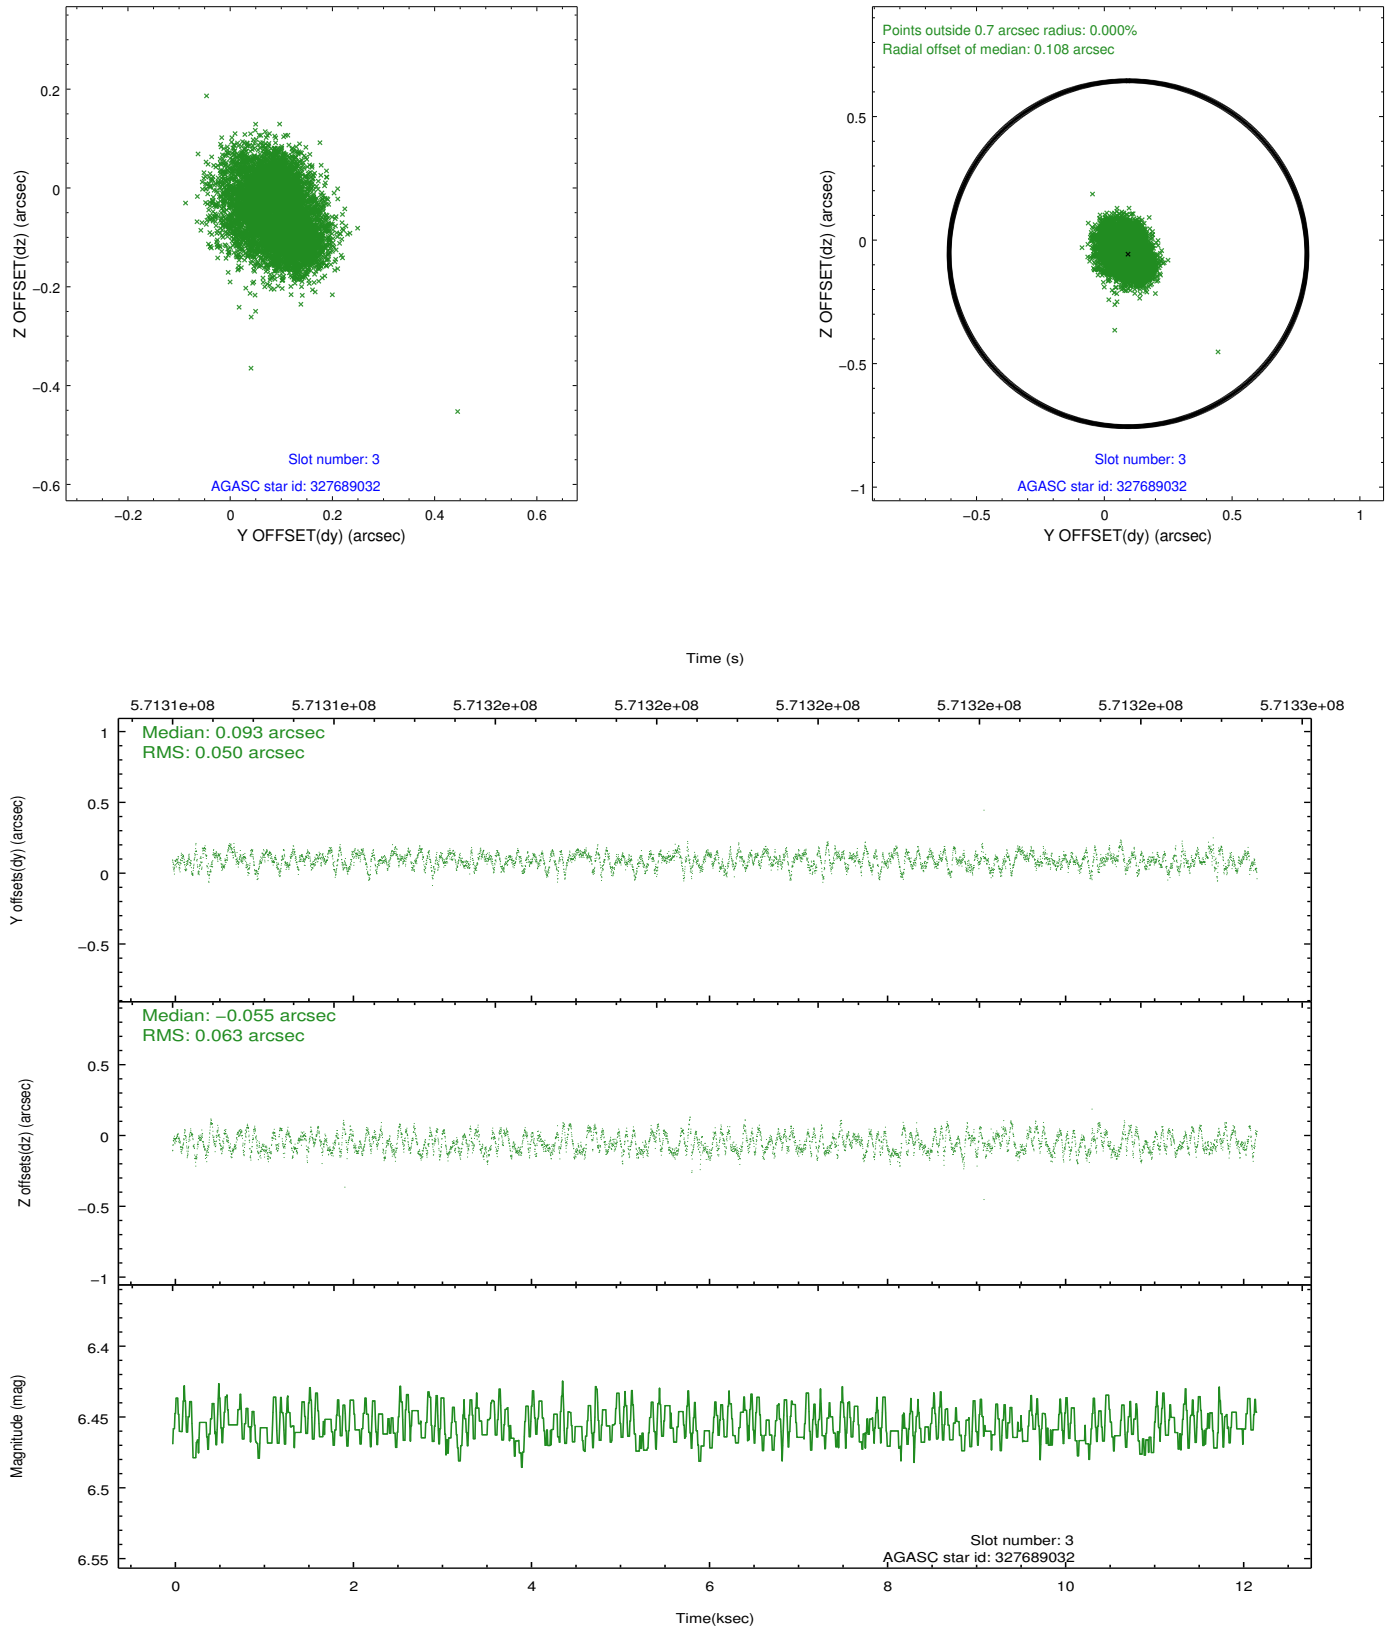 0.2
0
−0.2
−0.4
−0.6
Z OFFSET(dz) (arcsec)
Slot number: 3
AGASC star id: 327689032
−0.2
0
0.2
0.4
0.6
Y OFFSET(dy) (arcsec)
Points outside 0.7 arcsec radius: 0.000%
Radial offset of median: 0.108 arcsec
0.5
0
−0.5
−1
Z OFFSET(dz) (arcsec)
Slot number: 3
AGASC star id: 327689032
−0.5
0
0.5
1
Y OFFSET(dy) (arcsec)
Time (s)
5.7131e+08
5.7131e+08
5.7132e+08
5.7132e+08
5.7132e+08
5.7132e+08
5.7132e+08
5.7133e+08
Median: 0.093 arcsec
RMS: 0.050 arcsec
1
0.5
0
−0.5
Y offsets(dy) (arcsec)
Median: −0.055 arcsec
RMS: 0.063 arcsec
0.5
0
−0.5
−1
Z offsets(dz) (arcsec)
6.4
6.45
6.5
6.55
Magnitude (mag)
Slot number: 3
AGASC star id: 327689032
0
2
4
6
8
10
12
Time(ksec)